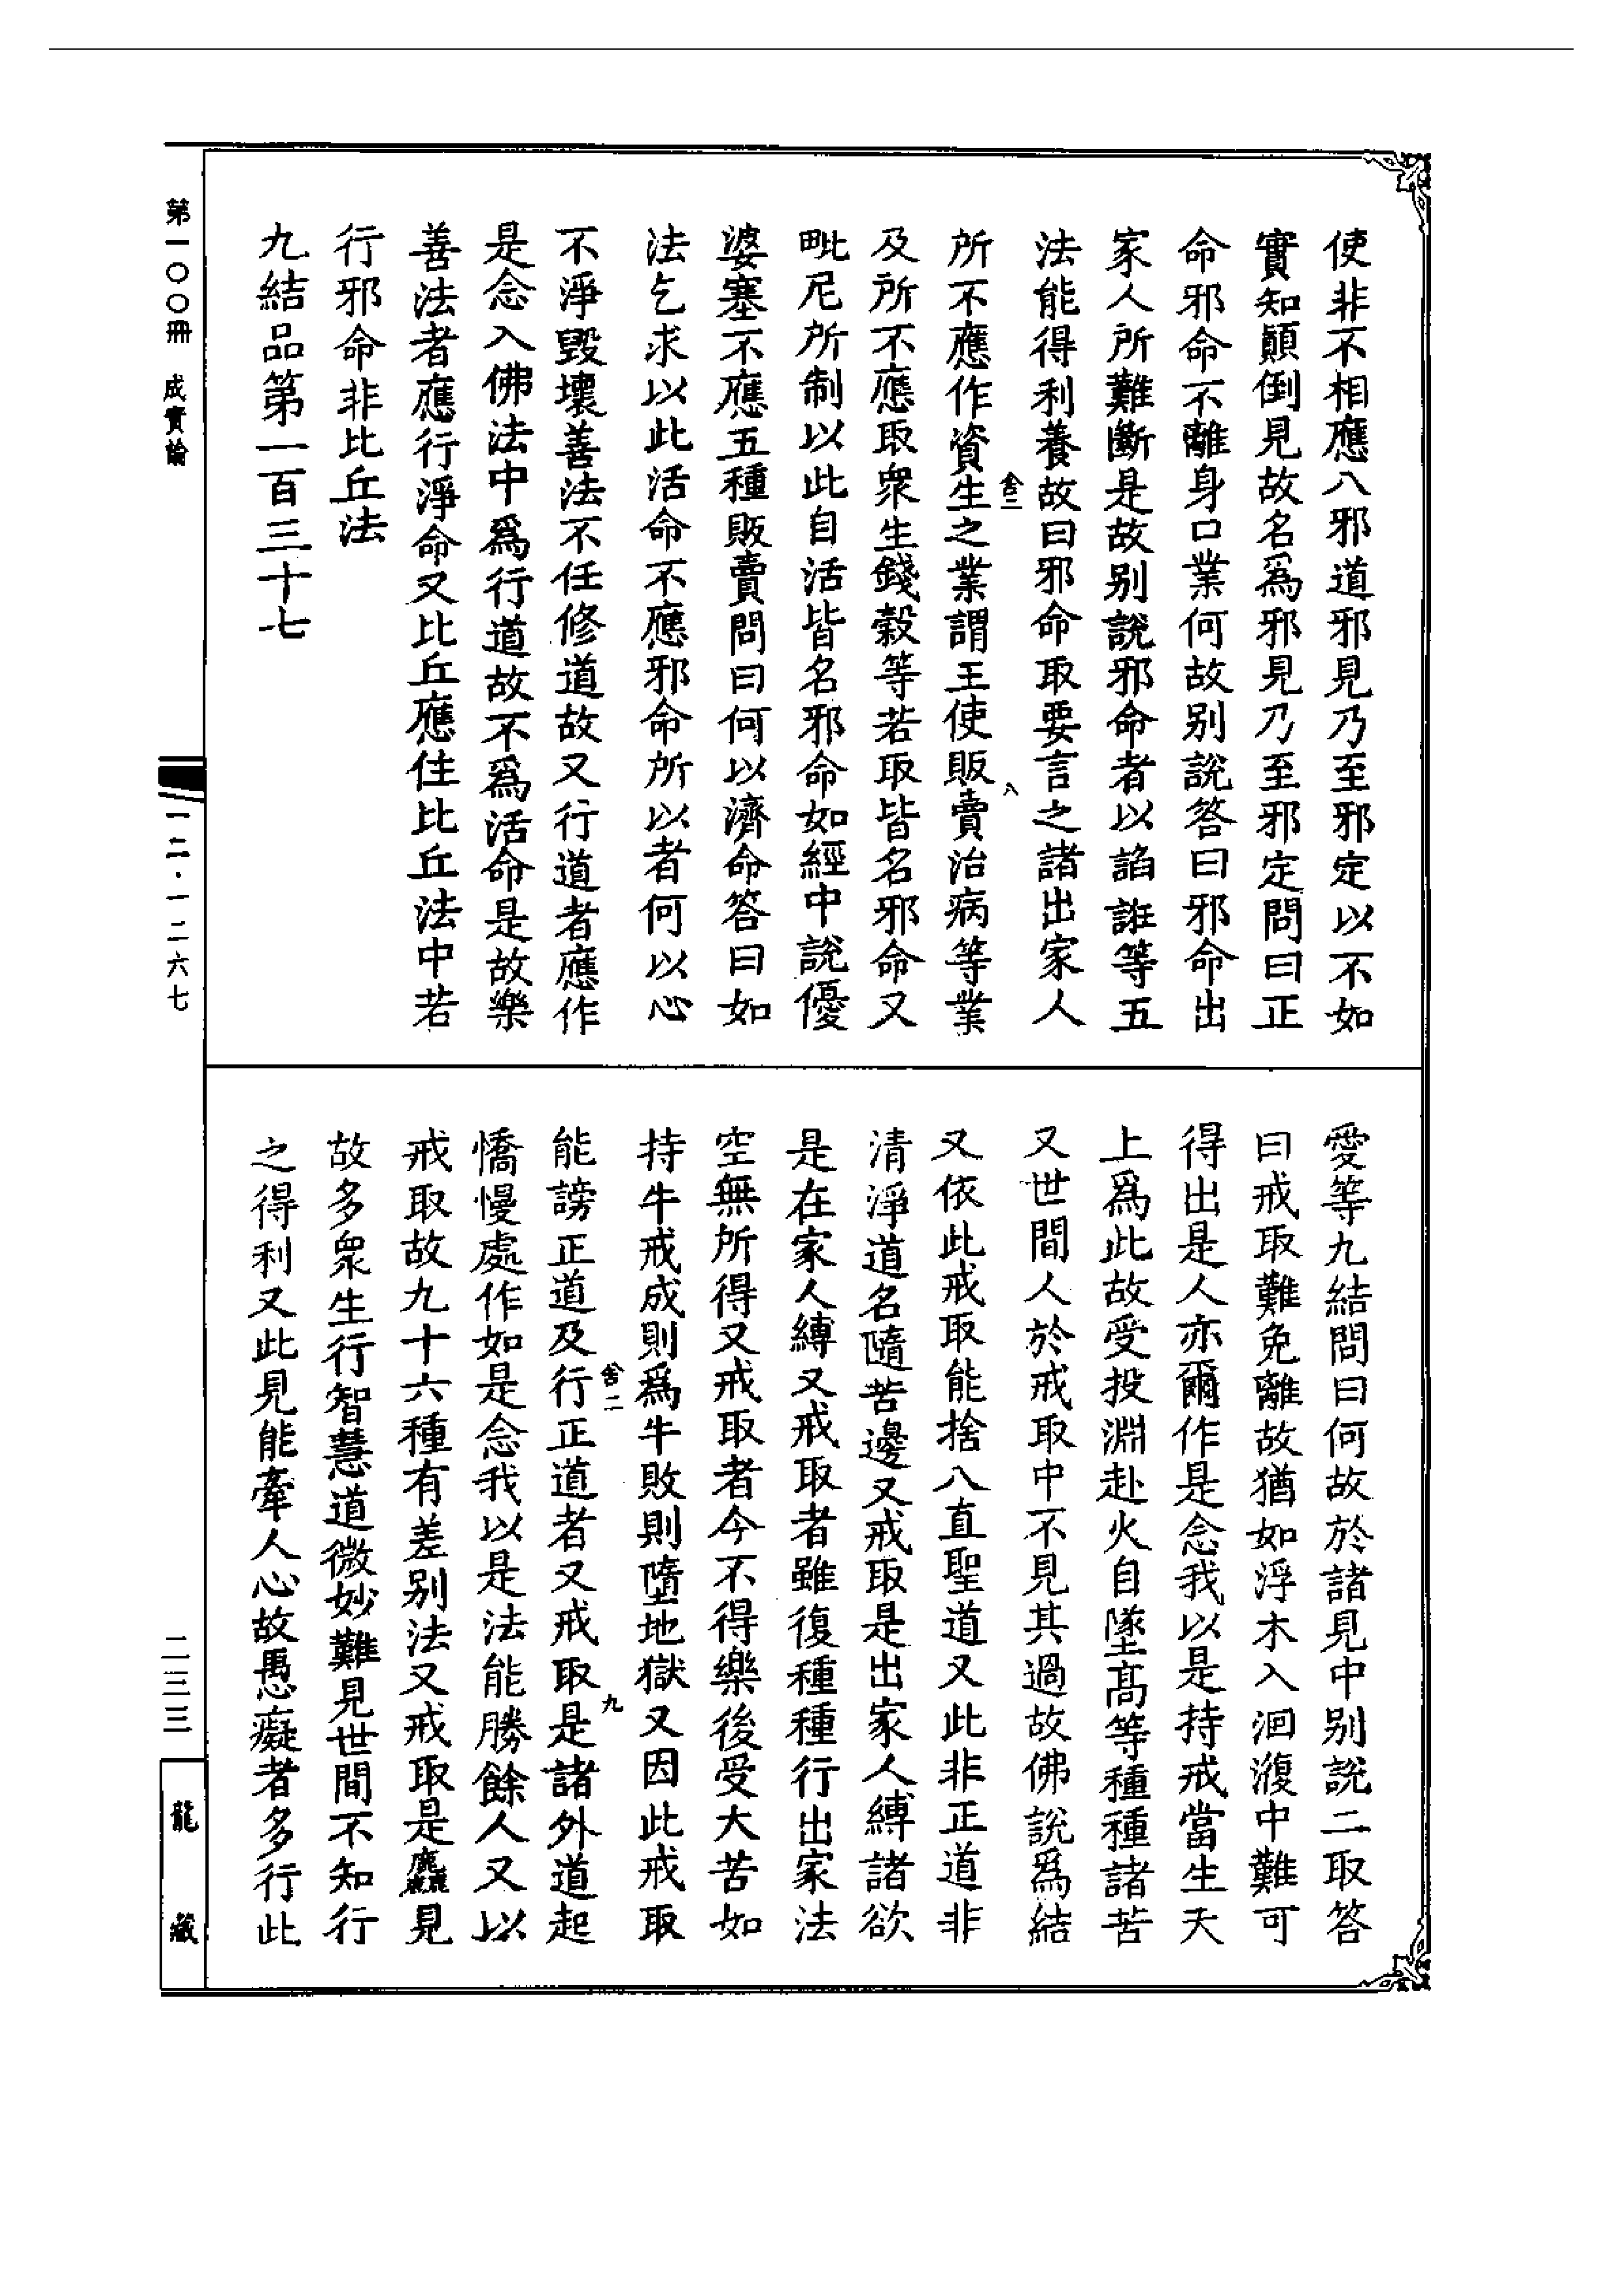 使非不相應八邪道邪見乃至邪定以不如
實知顛倒見故名爲邪見乃至邪定問曰正
命邪命不離身口業何故别說答曰邪命出
家人所難斷是故别說邪命者以諂誑等五
法能得利養故曰邪命取要言之諸出家人
舍二
八
所不應作資生之業謂王使販賣治病等業
及所不應取衆生錢穀等若取皆名邪命又
毗尼所制以此自活皆名邪命如經中說優
婆塞不應五種販賣問曰何以濟命答曰如
法乞求以此活命不應邪命所以者何以心
不淨毀壞善法不任修道故又行道者應作
是念入佛法中爲行道故不爲活命是故樂
善法者應行淨命又比丘應住比丘法中若
行邪命非比丘法
九結品第一百三十七
愛等九結問曰何故於諸見中别說二取答
曰戒取難免離故猶如浮木入洄澓中難可
得出是人亦爾作是念我以是持戒當生天
上爲此故受投淵赴火自墜高等種種諸苦
又世間人於戒取中不見其過故佛說爲結
又依此戒取能捨八直聖道又此非正道非
清淨道名隨苦邊又戒取是出家人縛諸欲
是在家人縛又戒取者雖復種種行出家法
空無所得又戒取者今不得樂後受大苦如
持牛戒成則爲牛敗則墮地獄又因此戒取
舍二
九
能謗正道及行正道者又戒取是諸外道起
憍慢處作如是念我以是法能勝餘人又以
戒取故九十六種有差别法又戒取是麤見
故多衆生行智慧道微妙難見世間不知行
之得利又此見能牽人心故愚癡者多行此
第一〇〇冊 成實論
一二·一二六七
二三三
龍藏